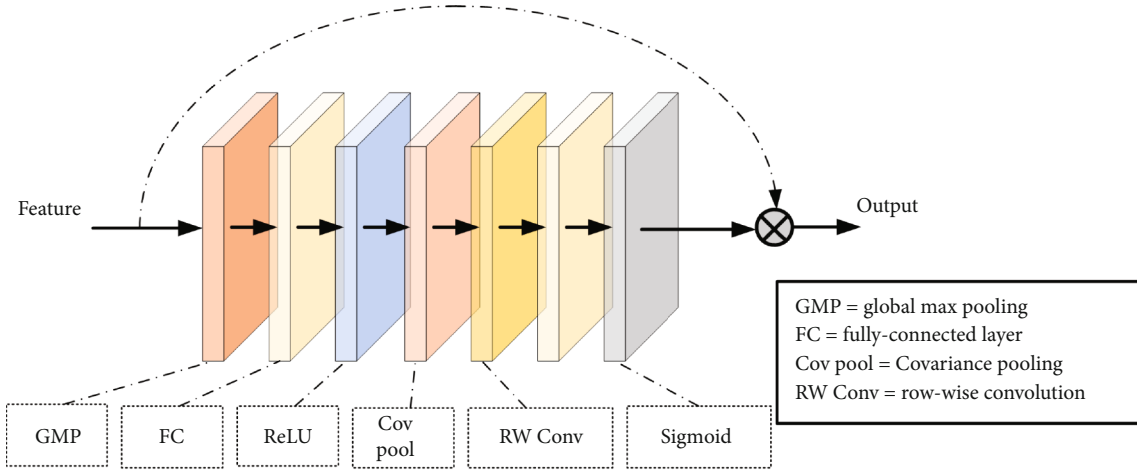 Feature
Output
GMP = global max pooling
FC = fully-connected layer
Cov pool = Covariance pooling
RW Conv = row-wise convolution
GMP
FC
ReLU
Cov
pool
RW Conv
Sigmoid